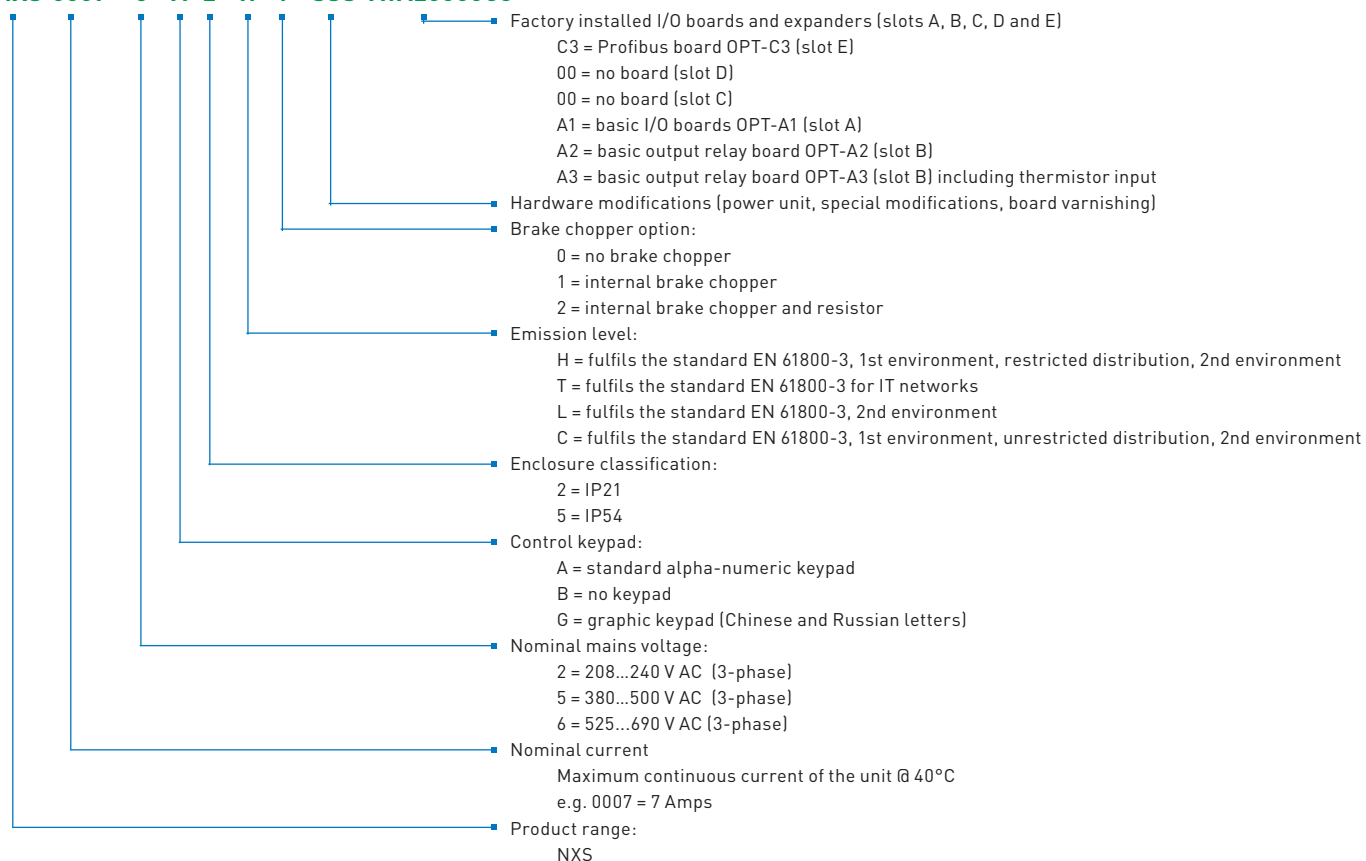 Factory installed I/O boards and expanders (slots A, B, C, D and E)
C3 = Profibus board OPT-C3 (slot E)
00 = no board (slot D)
00 = no board (slot C)
A1 = basic I/O boards OPT-A1 (slot A)
A2 = basic output relay board OPT-A2 (slot B)
A3 = basic output relay board OPT-A3 (slot B) including thermistor input
Hardware modifications (power unit, special modifications, board varnishing)
Brake chopper option:
0 = no brake chopper
1 = internal brake chopper
2 = internal brake chopper and resistor
Emission level:
H = fulfils the standard EN 61800-3, 1st environment, restricted distribution, 2nd environment
T = fulfils the standard EN 61800-3 for IT networks
L = fulfils the standard EN 61800-3, 2nd environment
C = fulfils the standard EN 61800-3, 1st environment, unrestricted distribution, 2nd environment
Enclosure classification:
2 = IP21
5 = IP54
Control keypad:
A = standard alpha-numeric keypad
B = no keypad
G = graphic keypad (Chinese and Russian letters)
Nominal mains voltage:
2 = 208...240 V AC (3-phase)
5 = 380...500 V AC (3-phase)
6 = 525...690 V AC (3-phase)
Nominal current
Maximum continuous current of the unit @ 40°C
e.g. 0007 = 7 Amps
Product range:
NXS